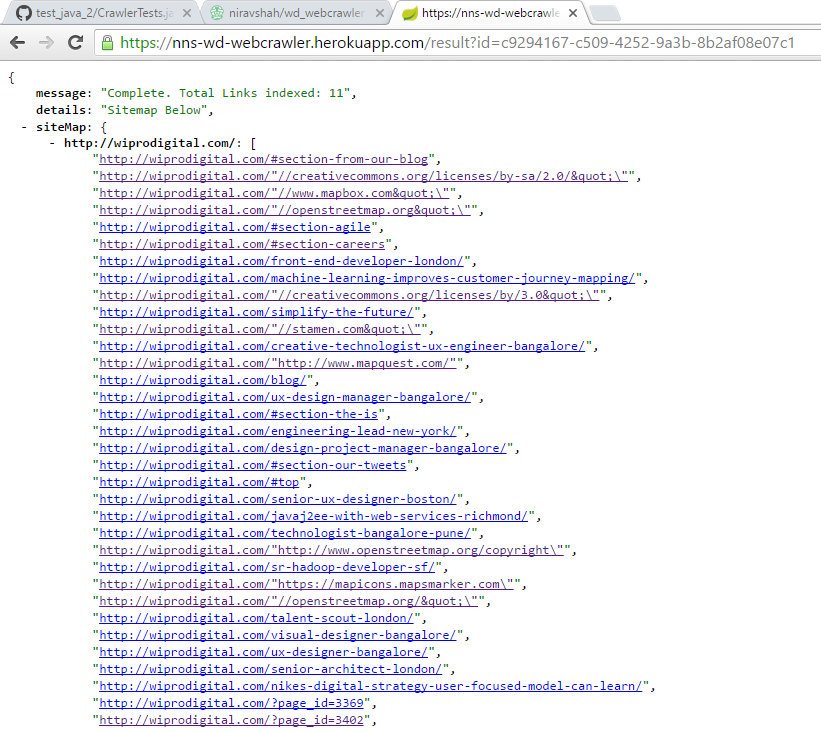 test_java_2/CrawlerTests.ja
niravshah/wd_webcrawler
https://nns-wd-webcrawle
https://nns-wd-webcrawler.herokuapp.com/result?id=c9294167-c509-4252-9a3b-8b2af08e07c1
{
message: "Complete. Total Links indexed: 11",
details: "Sitemap Below",
- siteMap: {
- http://wiprodigital.com/: [
"http://wiprodigital.com/#section-from-our-blog",
"http://wiprodigital.com/"//creativecommons.org/licenses/by-sa/2.0/&quot;\"",
"http://wiprodigital.com/"//www.mapbox.com&quot;\"",
"http://wiprodigital.com/"//openstreetmap.org&quot;\"",
"http://wiprodigital.com/#section-agile",
"http://wiprodigital.com/#section-careers",
"http://wiprodigital.com/front-end-developer-london/",
"http://wiprodigital.com/machine-learning-improves-customer-journey-mapping/",
"http://wiprodigital.com/"//creativecommons.org/licenses/by/3.0&quot;\"",
"http://wiprodigital.com/simplify-the-future/",
"http://wiprodigital.com/"//stamen.com&quot;\"",
"http://wiprodigital.com/creative-technologist-ux-engineer-bangalore/",
"http://wiprodigital.com/"http://www.mapquest.com/"",
"http://wiprodigital.com/blog/",
"http://wiprodigital.com/ux-design-manager-bangalore/",
"http://wiprodigital.com/#section-the-is",
"http://wiprodigital.com/engineering-lead-new-york/",
"http://wiprodigital.com/design-project-manager-bangalore/",
"http://wiprodigital.com/#section-our-tweets",
"http://wiprodigital.com/#top",
"http://wiprodigital.com/senior-ux-designer-boston/",
"http://wiprodigital.com/javaj2ee-with-web-services-richmond/",
"http://wiprodigital.com/technologist-bangalore-pune/",
"http://wiprodigital.com/"http://www.openstreetmap.org/copyright\"",
"http://wiprodigital.com/sr-hadoop-developer-sf/",
"http://wiprodigital.com/"https://mapicons.mapsmarker.com\"",
"http://wiprodigital.com/"//openstreetmap.org/&quot;\"",
"http://wiprodigital.com/talent-scout-london/",
"http://wiprodigital.com/visual-designer-bangalore/",
"http://wiprodigital.com/ux-designer-bangalore/",
"http://wiprodigital.com/senior-architect-london/",
"http://wiprodigital.com/nikes-digital-strategy-user-focused-model-can-learn/",
"http://wiprodigital.com/?page_id=3369",
"http://wiprodigital.com/?page_id=3402",